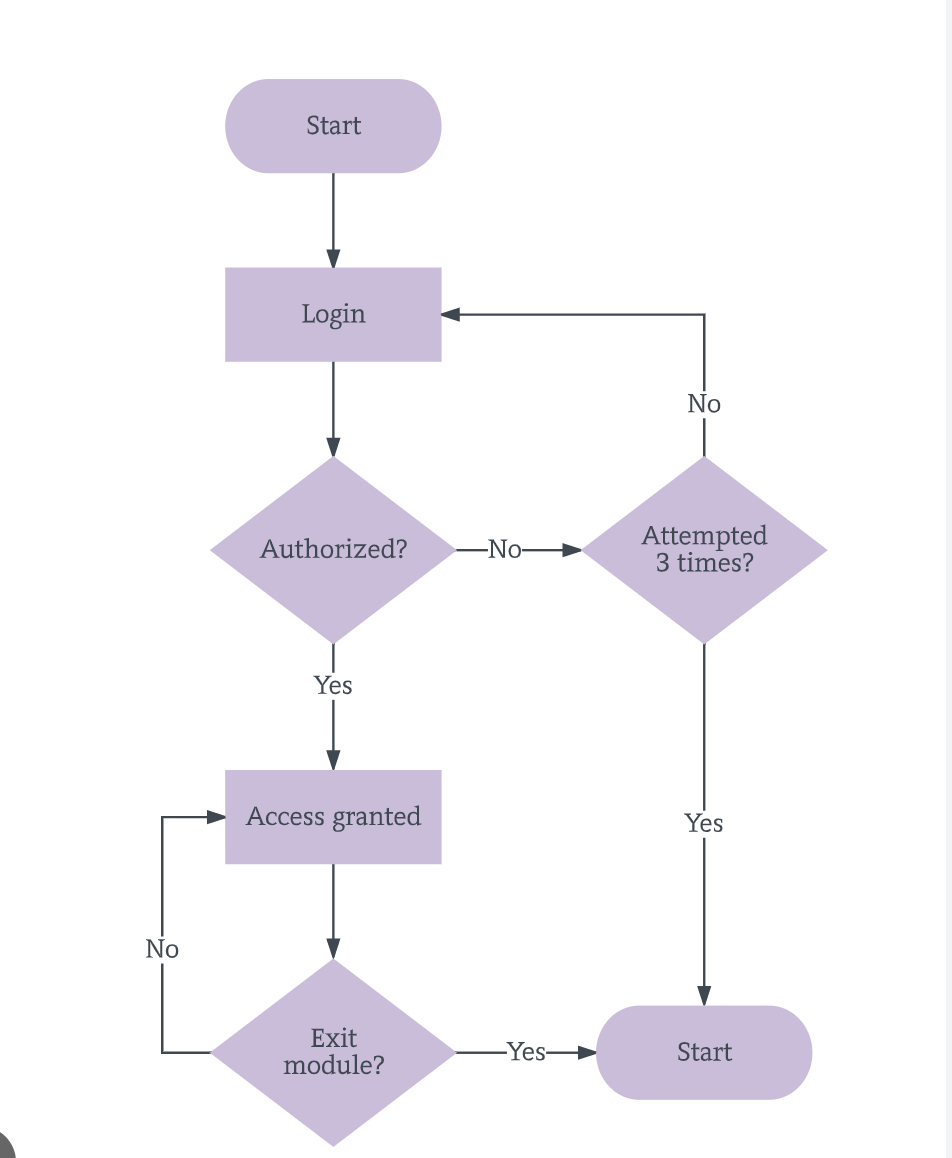 Start
Login
No
Authorized?
No
Attempted
3 times?
Yes
Access granted
Yes
No
Exit
module?
Yes
Start